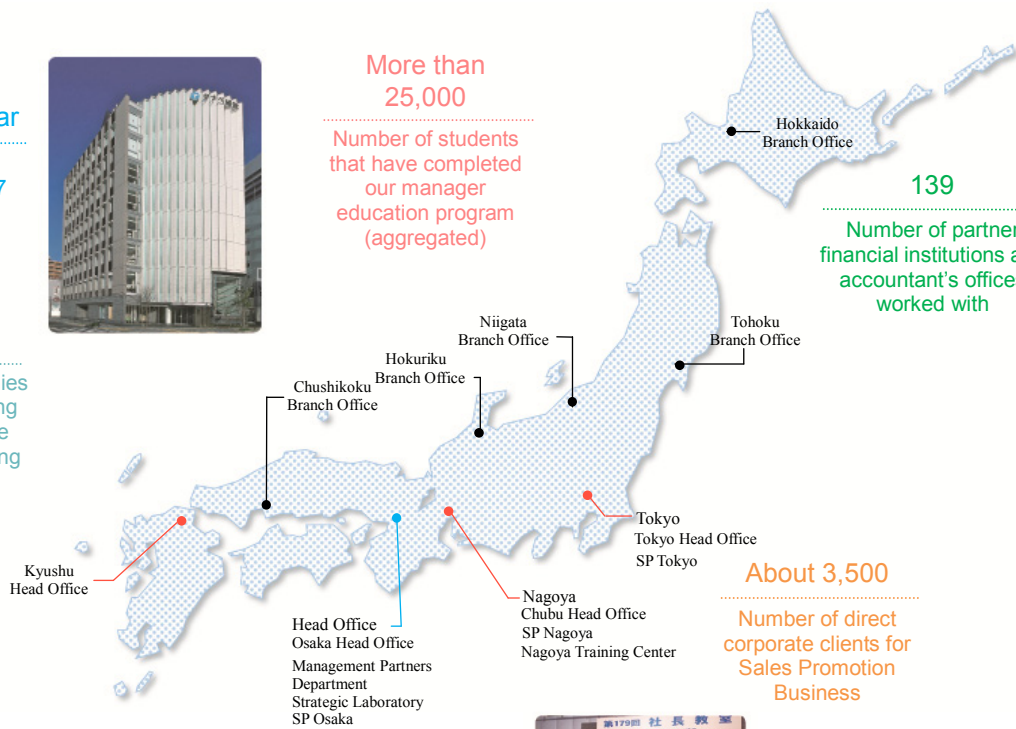 ar
7
ies
ng
e
ng
More than
25,000
Number of students
that have completed
our manager
education program
(aggregated)
Hokkaido
Branch Office
139
Number of partner
financial institutions a
accountant's office
worked with
Niigata
Branch Office
Tohoku
Branch Office
Hokuriku
Branch Office
Chushikoku
Branch Office
Kyushu
Head Office
Head Office
Osaka Head Office
Management Partners
Department
Strategic Laboratory
SP Osaka
Nagoya
Chubu Head Office
SP Nagoya
Nagoya Training Center
Tokyo
Tokyo Head Office
SP Tokyo
About 3,500
Number of direct
corporate clients for
Sales Promotion
Business
第179回 社長教室